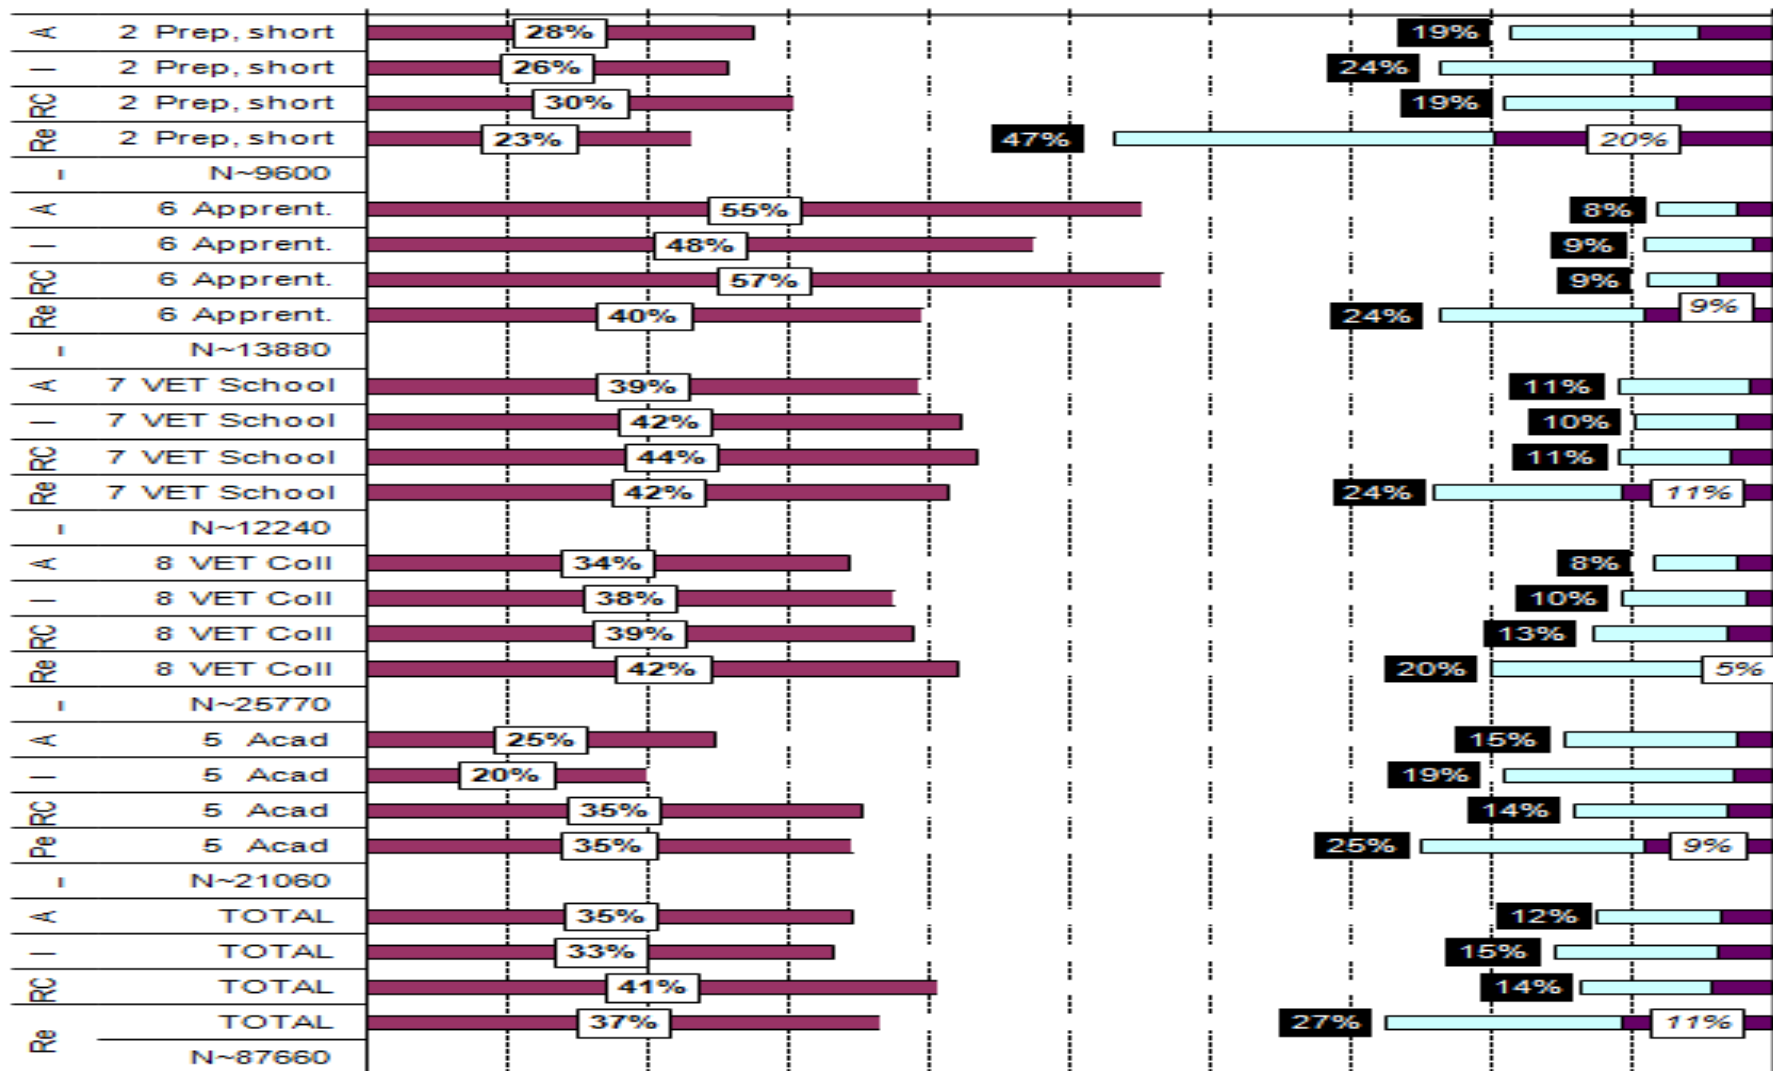 A 2 Prep, short 28% 19%
I 2 Prep, short 26% 24%
RC 2 Prep, short 30% 19%
Re 2 Prep, short 23% 47% 20%
N~9600
A 6 Apprent. 55% 8%
I 6 Apprent. 48% 9%
RC 6 Apprent. 57% 9%
Re 6 Apprent. 40% 24% 9%
N~13880
A 7 VET School 39% 11%
I 7 VET School 42% 10%
RC 7 VET School 44% 11%
Re 7 VET School 42% 24% 11%
N~12240
A 8 VET Coll 34% 8%
I 8 VET Coll 38% 10%
RC 8 VET Coll 39% 13%
Re 8 VET Coll 42% 20% 5%
N~25770
A 5 Acad 25% 15%
I 5 Acad 20% 19%
RC 5 Acad 35% 14%
Pe 5 Acad 35% 25% 9%
N~21060
A TOTAL 35% 12%
I TOTAL 33% 15%
RC TOTAL 41% 14%
Re TOTAL 37% 27% 11%
N~87660